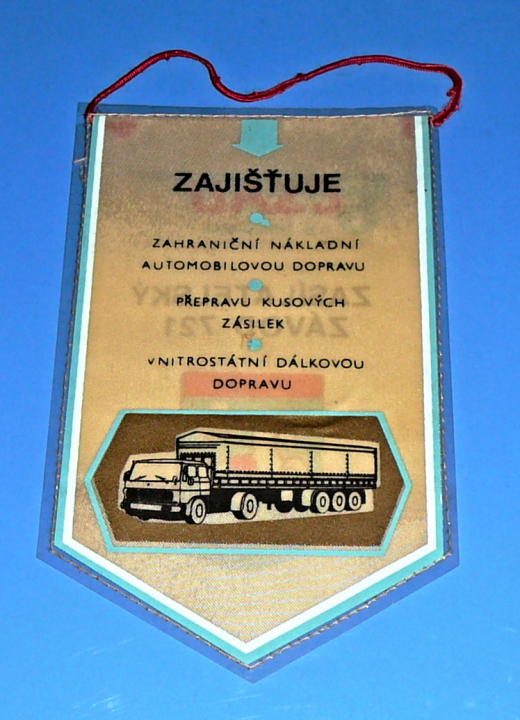 ZAJIŠŤUJE
ZAHRANIČNÍ NÁKLADNÍ
AUTOMOBILOVOU DOPRAVU
PŘEPRAVU KUSOVÝCH
ZÁSILEK
VNITROSTÁTNÍ DÁLKOVOU
DOPRAVU